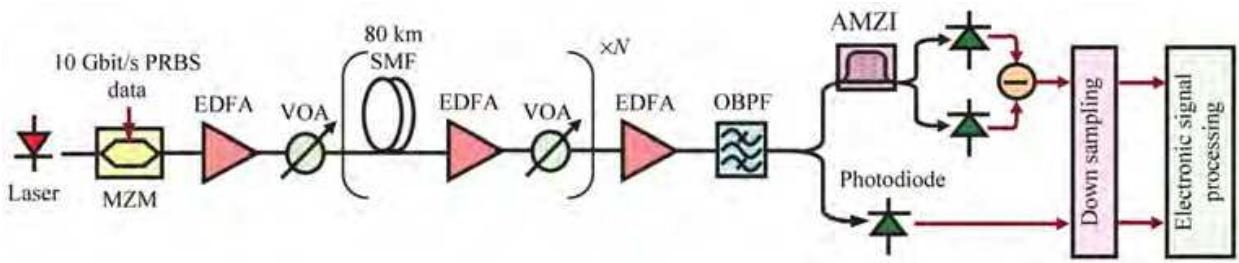 10 Gbit/s PRBS
data
Laser
MZM
EDFA
VOA
80 km
SMF
EDFA
VOA
×N
EDFA
OBPF
AMZI
Photodiode
Down sampling
Electronic signal
processing